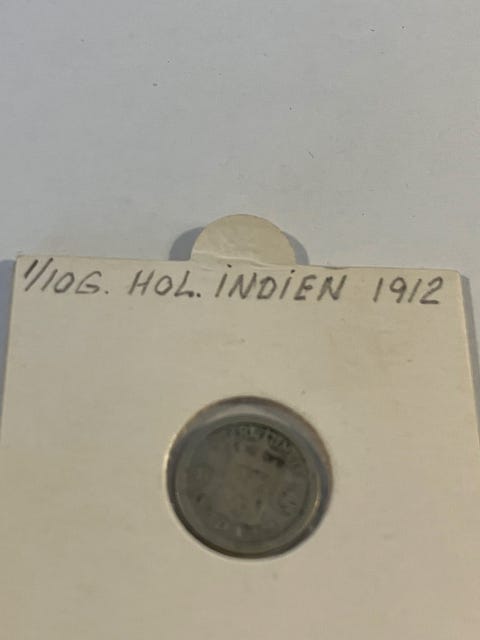 1/10G. HOL. INDIEN 1912